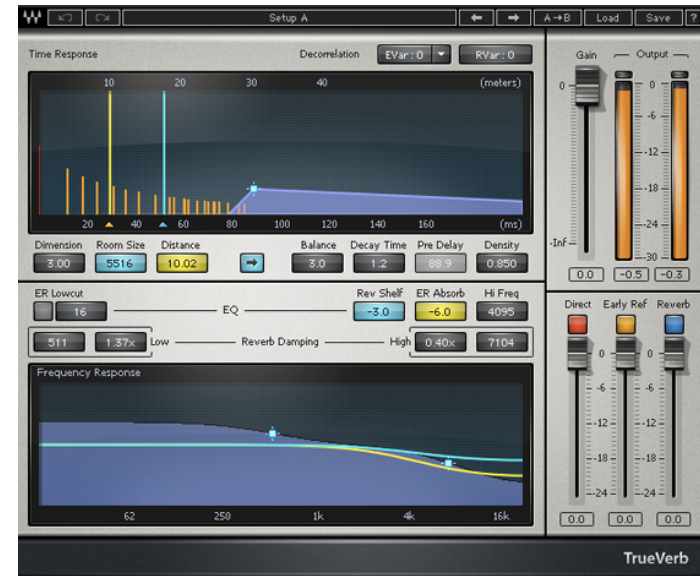 Setup A
A→B Load Save ?
Time Response Decorrelation EVar: 0 RVar: 0
10 20 30 40 (meters)
20 40 60 80 100 120 140 160 (ms)
Dimension Room Size Distance Balance Decay Time Pre Delay Density
3.00 5516 10.02 3.0 1.2 88.9 0.850
ER Lowcut EQ Rev Shelf ER Absorb Hi Freq
16 -3.0 -6.0 4095
511 1.37x Low Reverb Damping High 0.40x 7104
Frequency Response
62 250 1k 4k 16k
Gain Output
0 0
-6
-12
-18
-24
-Inf -30
0.0 -0.5 -0.3
Direct Early Ref Reverb
0 0
-6 -6
-12 -12
-18 -18
-24 -24
0.0 0.0 0.0
TrueVerb